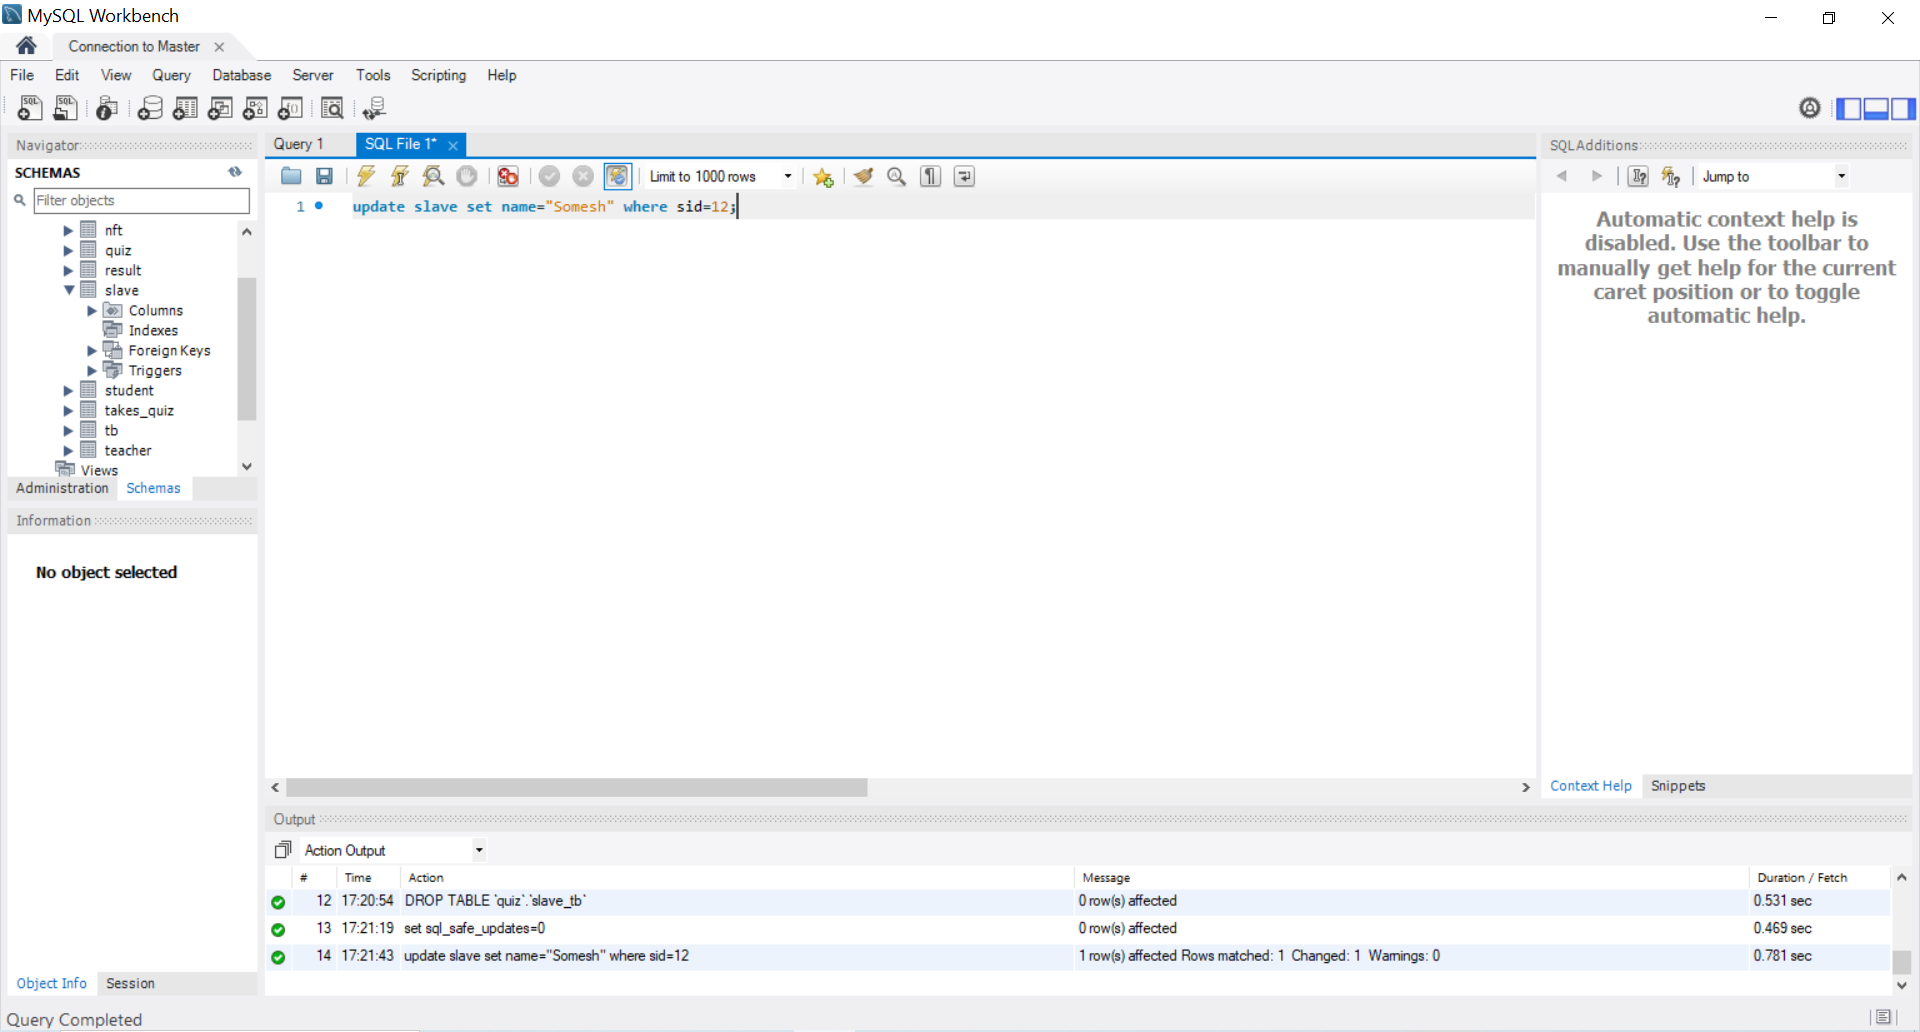 MySQL Workbench
Connection to Master
File Edit View Query Database Server Tools Scripting Help
Navigator
SCHEMAS
Filter objects
nft
quiz
result
slave
Columns
Indexes
Foreign Keys
Triggers
student
takes_quiz
tb
teacher
Views
Administration Schemas
Information
No object selected
Object Info Session
Query 1 SQL File 1*
Limit to 1000 rows
1 update slave set name="Somesh" where sid=12;
SQLAdditions
Jump to
Automatic context help is
disabled. Use the toolbar to
manually get help for the current
caret position or to toggle
automatic help.
Context Help Snippets
Output
Action Output
# Time Action Message Duration / Fetch
12 17:20:54 DROP TABLE `quiz`.`slave_tb` 0 row(s) affected 0.531 sec
13 17:21:19 set sql_safe_updates=0 0 row(s) affected 0.469 sec
14 17:21:43 update slave set name="Somesh" where sid=12 1 row(s) affected Rows matched: 1 Changed: 1 Warnings: 0 0.781 sec
Query Completed